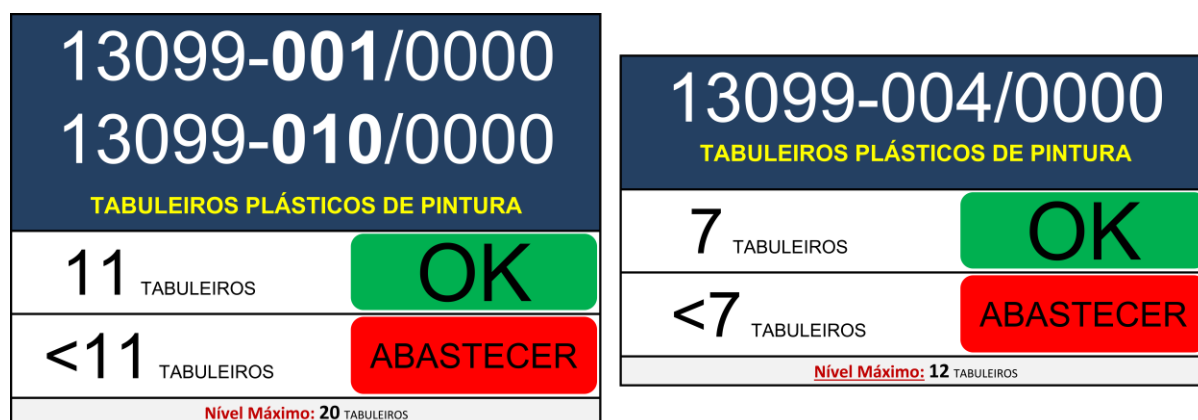 13099-001/0000
13099-010/0000
TABULEIROS PLÁSTICOS DE PINTURA
11 TABULEIROS OK
<11 TABULEIROS ABASTECER
Nível Máximo: 20 TABULEIROS
13099-004/0000
TABULEIROS PLÁSTICOS DE PINTURA
7 TABULEIROS OK
<7 TABULEIROS ABASTECER
Nível Máximo: 12 TABULEIROS